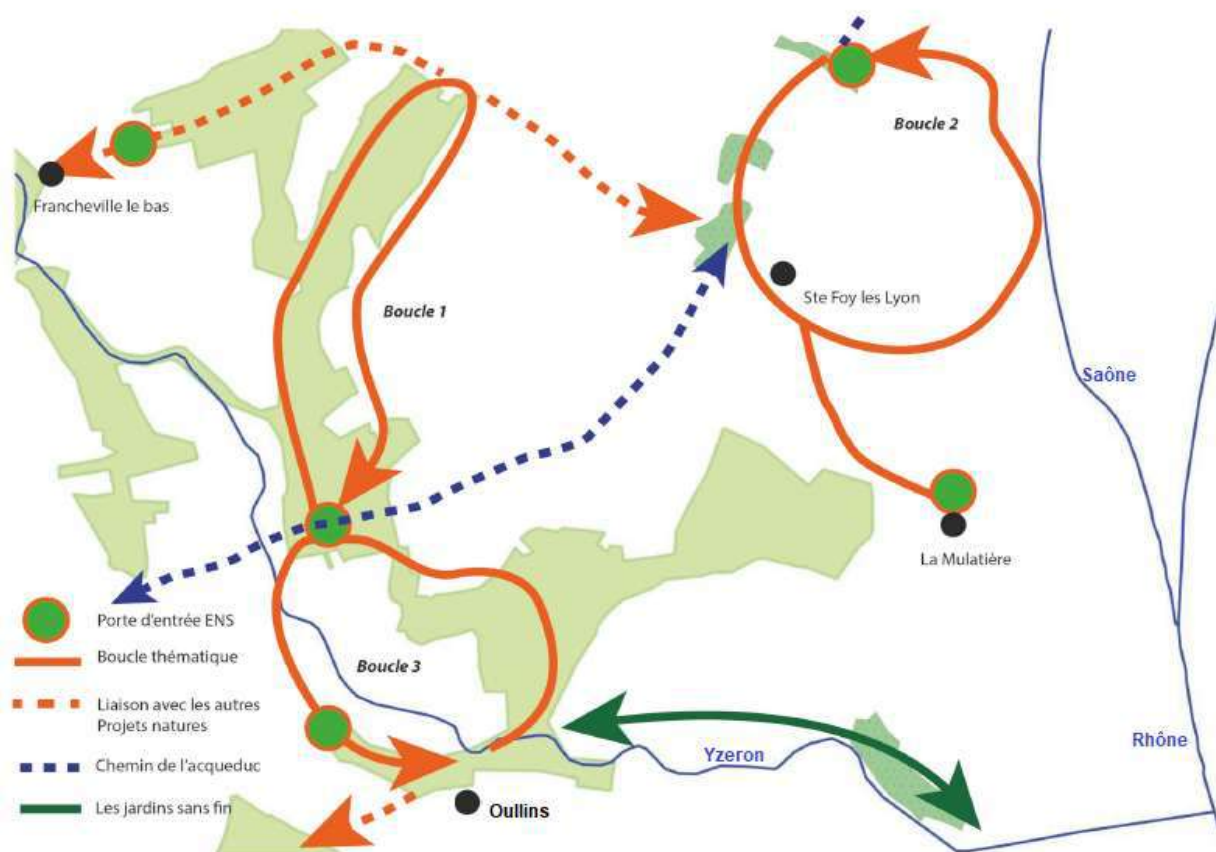 Boucle 2
Francheville le bas
Ste Foy les Lyon
Boucle 1
Saône
La Mulatière
Porte d'entrée ENS
Boucle thématique
Boucle 3
Liaison avec les autres
Projets natures
Chemin de l'acqueduc
Les jardins sans fin
Yzeron
Rhône
Oullins